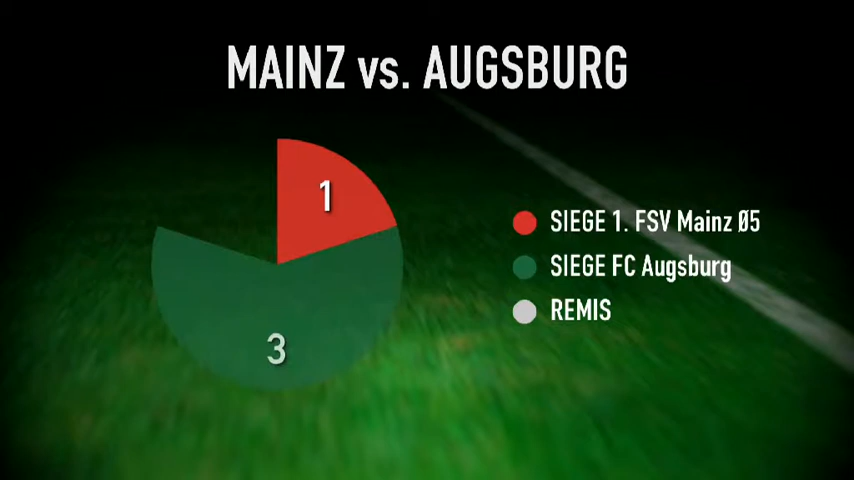 MAINZ vs. AUGSBURG
1
3
SIEGE 1. FSV Mainz Ø5
SIEGE FC Augsburg
REMIS